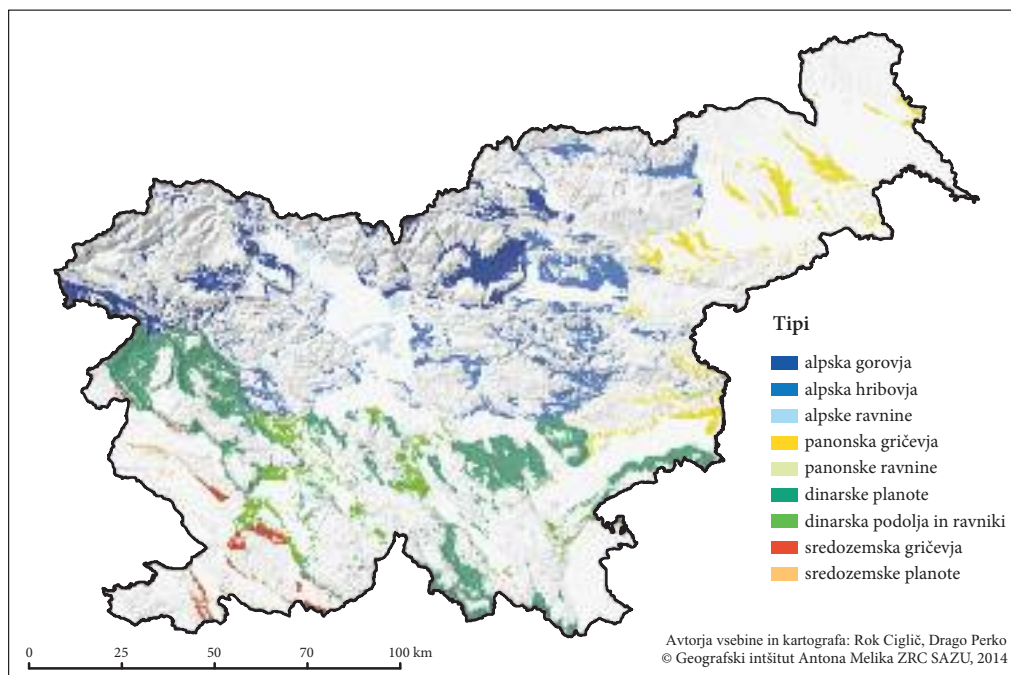 Tipi
alpska gorovja
alpska hribovja
alpske ravnine
panonska gričevja
panonske ravnine
dinarske planote
dinarska podolja in ravniki
sredozemska gričevja
sredozemske planote
0 25 50 70 100 km
Avtorja vsebine in kartografa: Rok Ciglič, Drago Perko
© Geografski intšitut Antona Melika ZRC SAZU, 2014